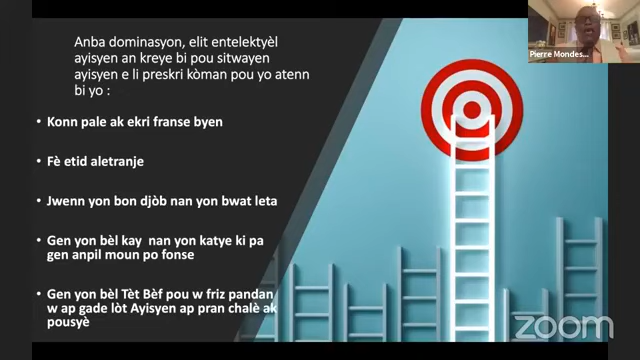 Anba dominasyon, elit entelektyèl
ayisyen an kreye bi pou sitwayen
ayisyen e li preskri kòman pou yo atenn
bi yo :
• Konn pale ak ekri franse byen
• Fè etid aletranje
• Jwenn yon bon djòb nan yon bwat leta
• Gen yon bèl kay nan yon katye ki pa
gen anpil moun po fonse
• Gen yon bèl Tèt Bèf pou w friz pandan
w ap gade lòt Ayisyen ap pran chalè ak
pousyè
Pierre Mondes...
zoom